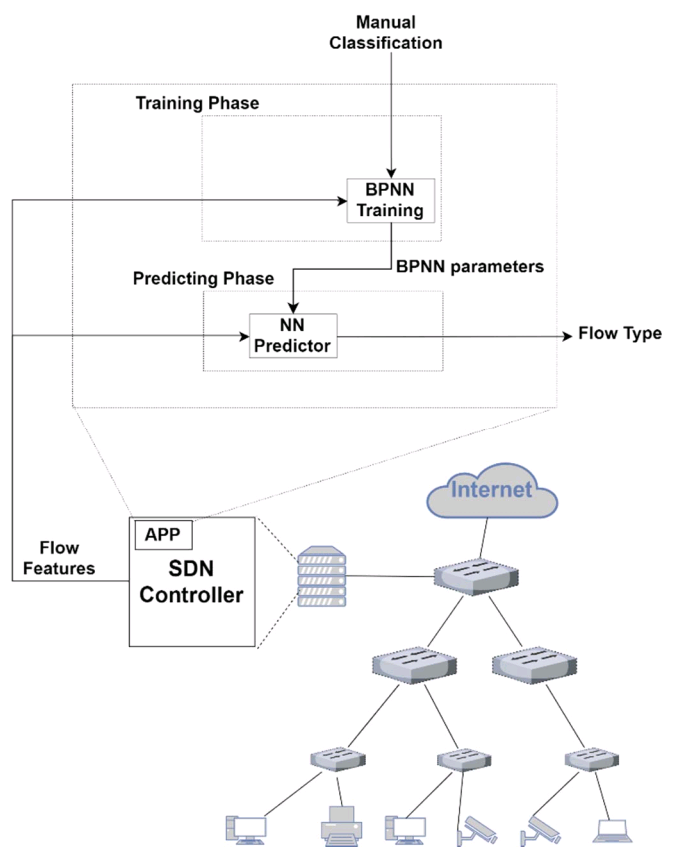 Manual
Classification
Training Phase
BPNN
Training
BPNN parameters
Predicting Phase
NN
Predictor
Flow Type
Internet
APP
SDN
Controller
Flow
Features